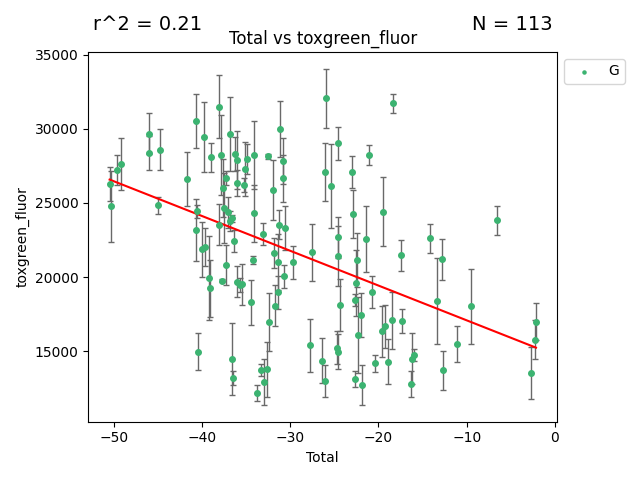 r^2 = 0.21
N = 113
Total vs toxgreen_fluor
35000
30000
25000
20000
15000
toxgreen_fluor
−50
−40
−30
−20
−10
0
Total
G